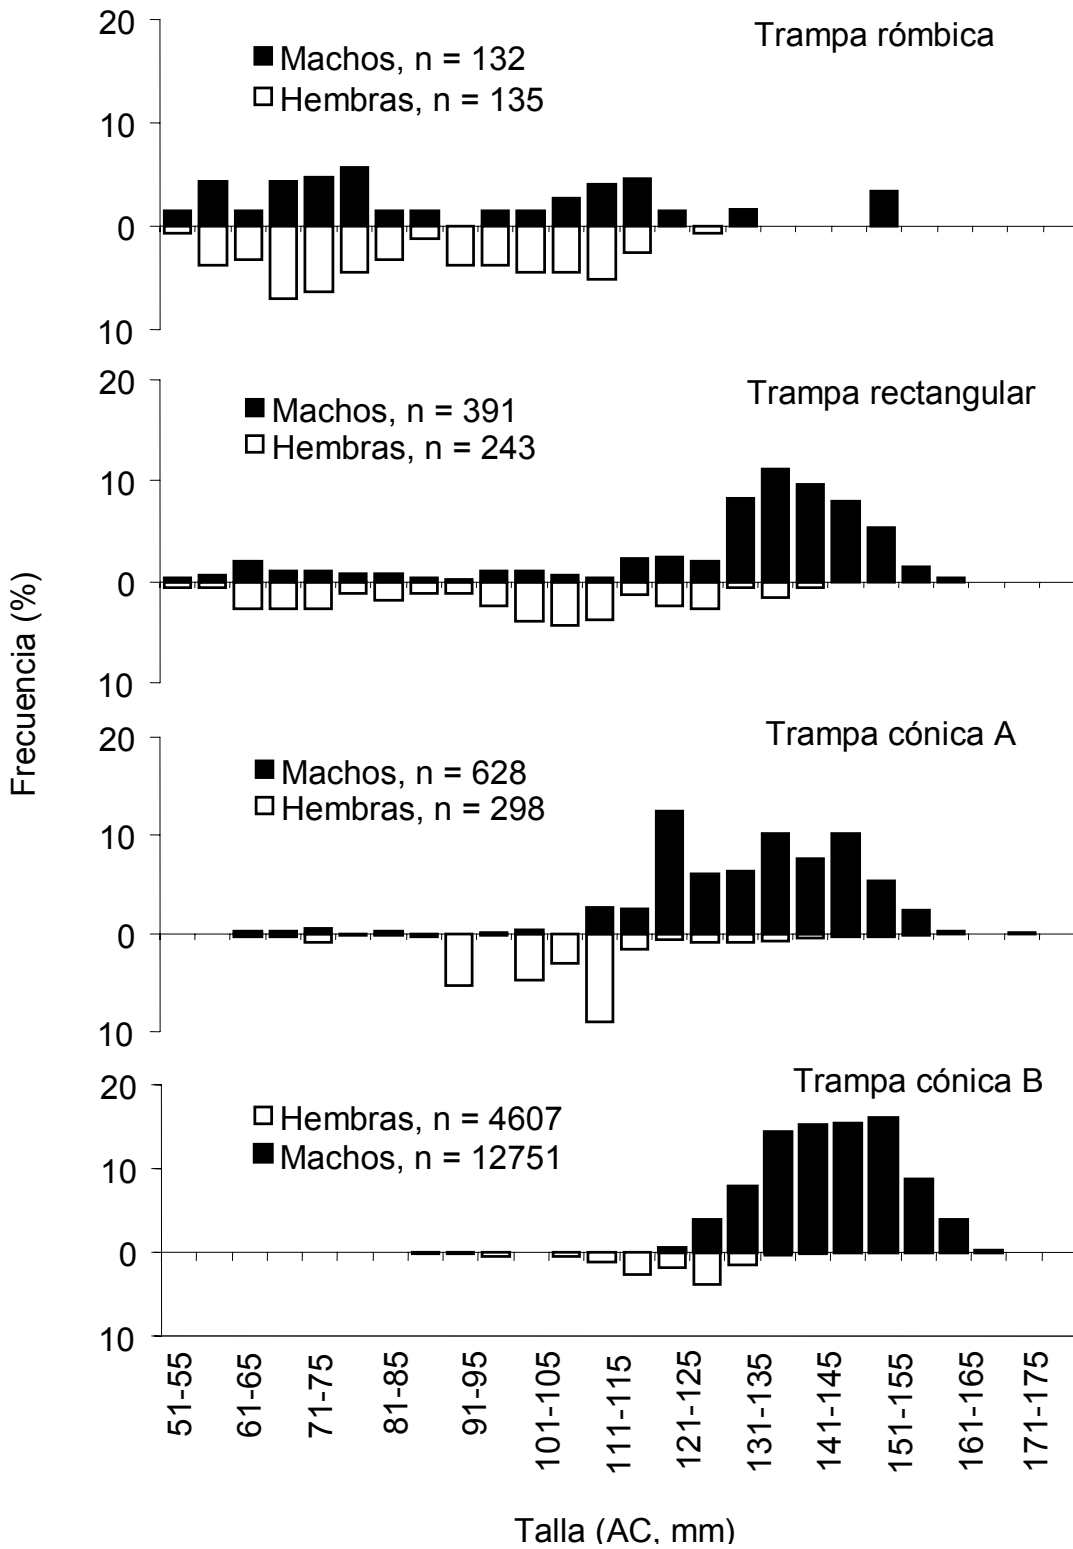 Trampa rómbica
20
Machos, n = 132
Hembras, n = 135
10
0
10
Trampa rectangular
20
Machos, n = 391
Hembras, n = 243
10
0
10
Trampa cónica A
20
Machos, n = 628
Hembras, n = 298
10
0
10
Trampa cónica B
20
Hembras, n = 4607
Machos, n = 12751
10
0
10
Frecuencia (%)
51-55
61-65
71-75
81-85
91-95
101-105
111-115
121-125
131-135
141-145
151-155
161-165
171-175
Talla (AC, mm)